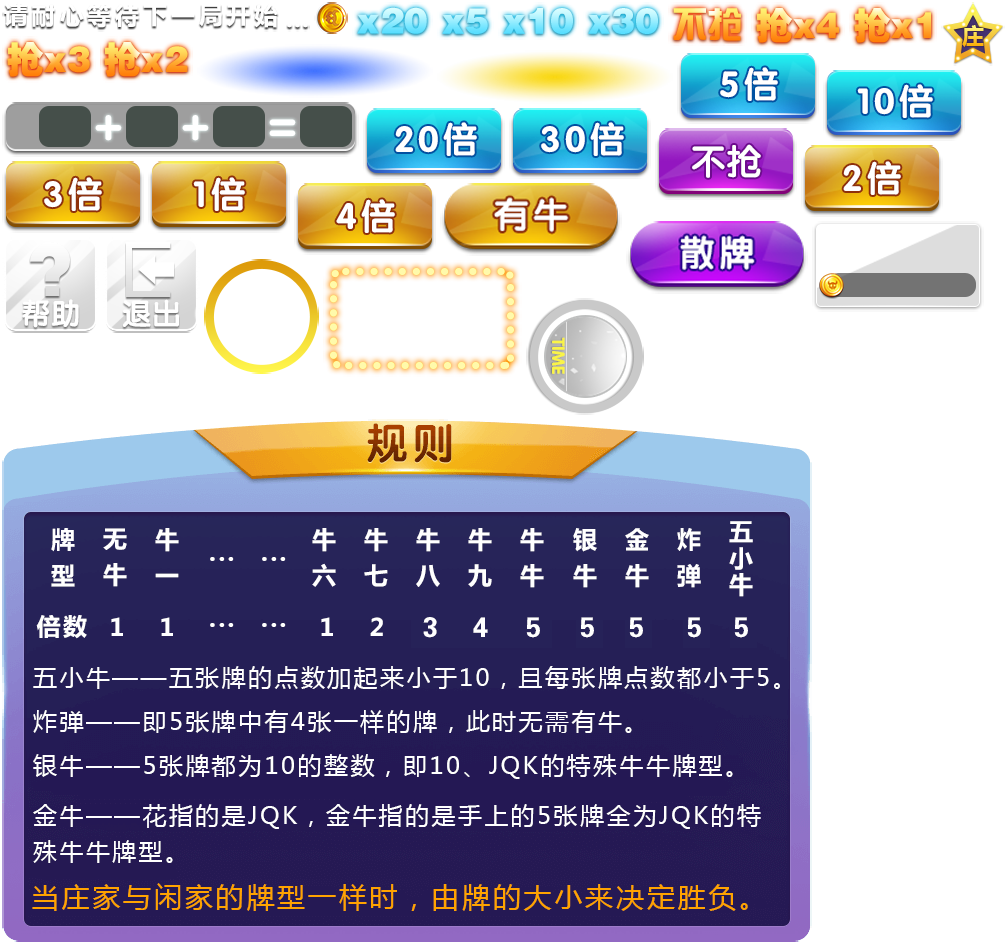 请耐心等待下一局开始... x20 x5 x10 x30 不抢 抢x4 抢x1 庄
抢x3 抢x2
5倍
10倍
++=
20倍 30倍
不抢
3倍 1倍
2倍
4倍 有牛
散牌
帮助 退出
TIME
规则
牌型 无牛 牛一 ... ... 牛六 牛七 牛八 牛九 牛牛 银牛 金牛 炸弹 五小牛
倍数 1 1 ... ... 1 2 3 4 5 5 5 5 5
五小牛——五张牌的点数加起来小于10，且每张牌点数都小于5。
炸弹——即5张牌中有4张一样的牌，此时无需有牛。
银牛——5张牌都为10的整数，即10、JQK的特殊牛牛牌型。
金牛——花指的是JQK，金牛指的是手上的5张牌全为JQK的特
殊牛牛牌型。
当庄家与闲家的牌型一样时，由牌的大小来决定胜负。